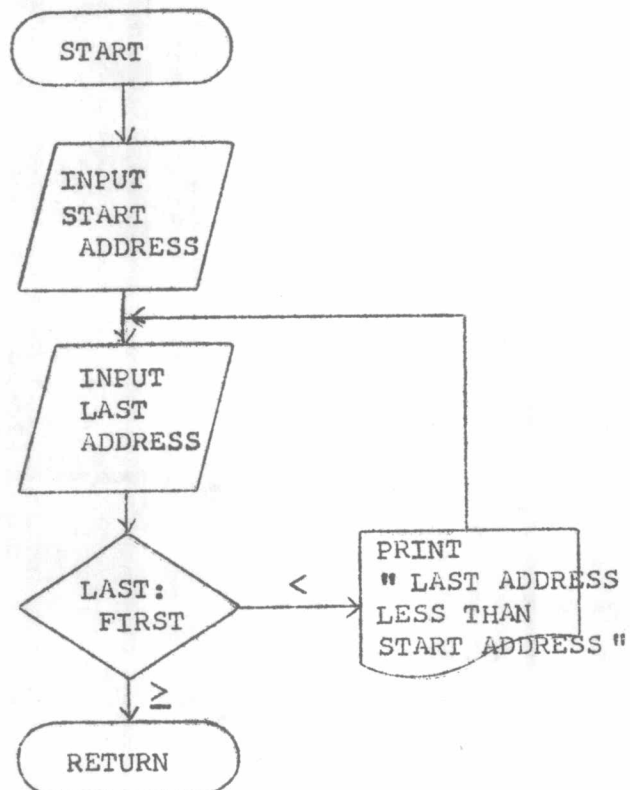 START
INPUT
START
ADDRESS
INPUT
LAST
ADDRESS
LAST:
FIRST
<
PRINT
" LAST ADDRESS
LESS THAN
START ADDRESS "
≥
RETURN